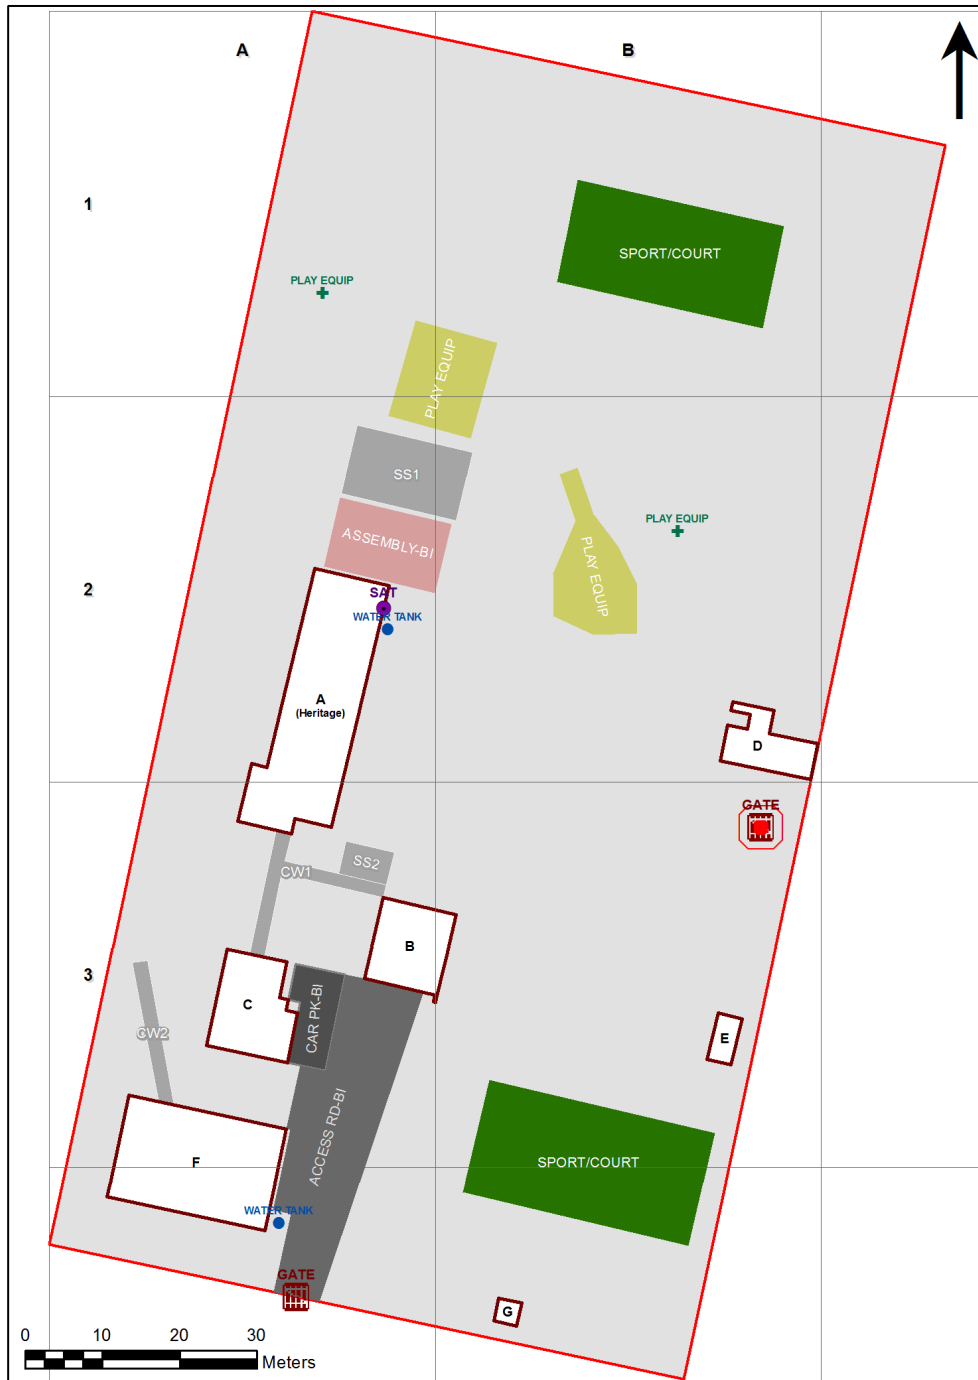 A
B
1
SPORT/COURT
PLAY EQUIP
PLAY EQUIP
SS1
PLAY EQUIP
ASSEMBLY-BI
PLAY EQUIP
2
SAT
WATER TANK
A
(Heritage)
D
GATE
SS2
CW1
B
3
C
CAR PK-BI
CW2
E
ACCESS RD-BI
F
SPORT/COURT
WATER TANK
GATE
G
0 10 20 30
Meters